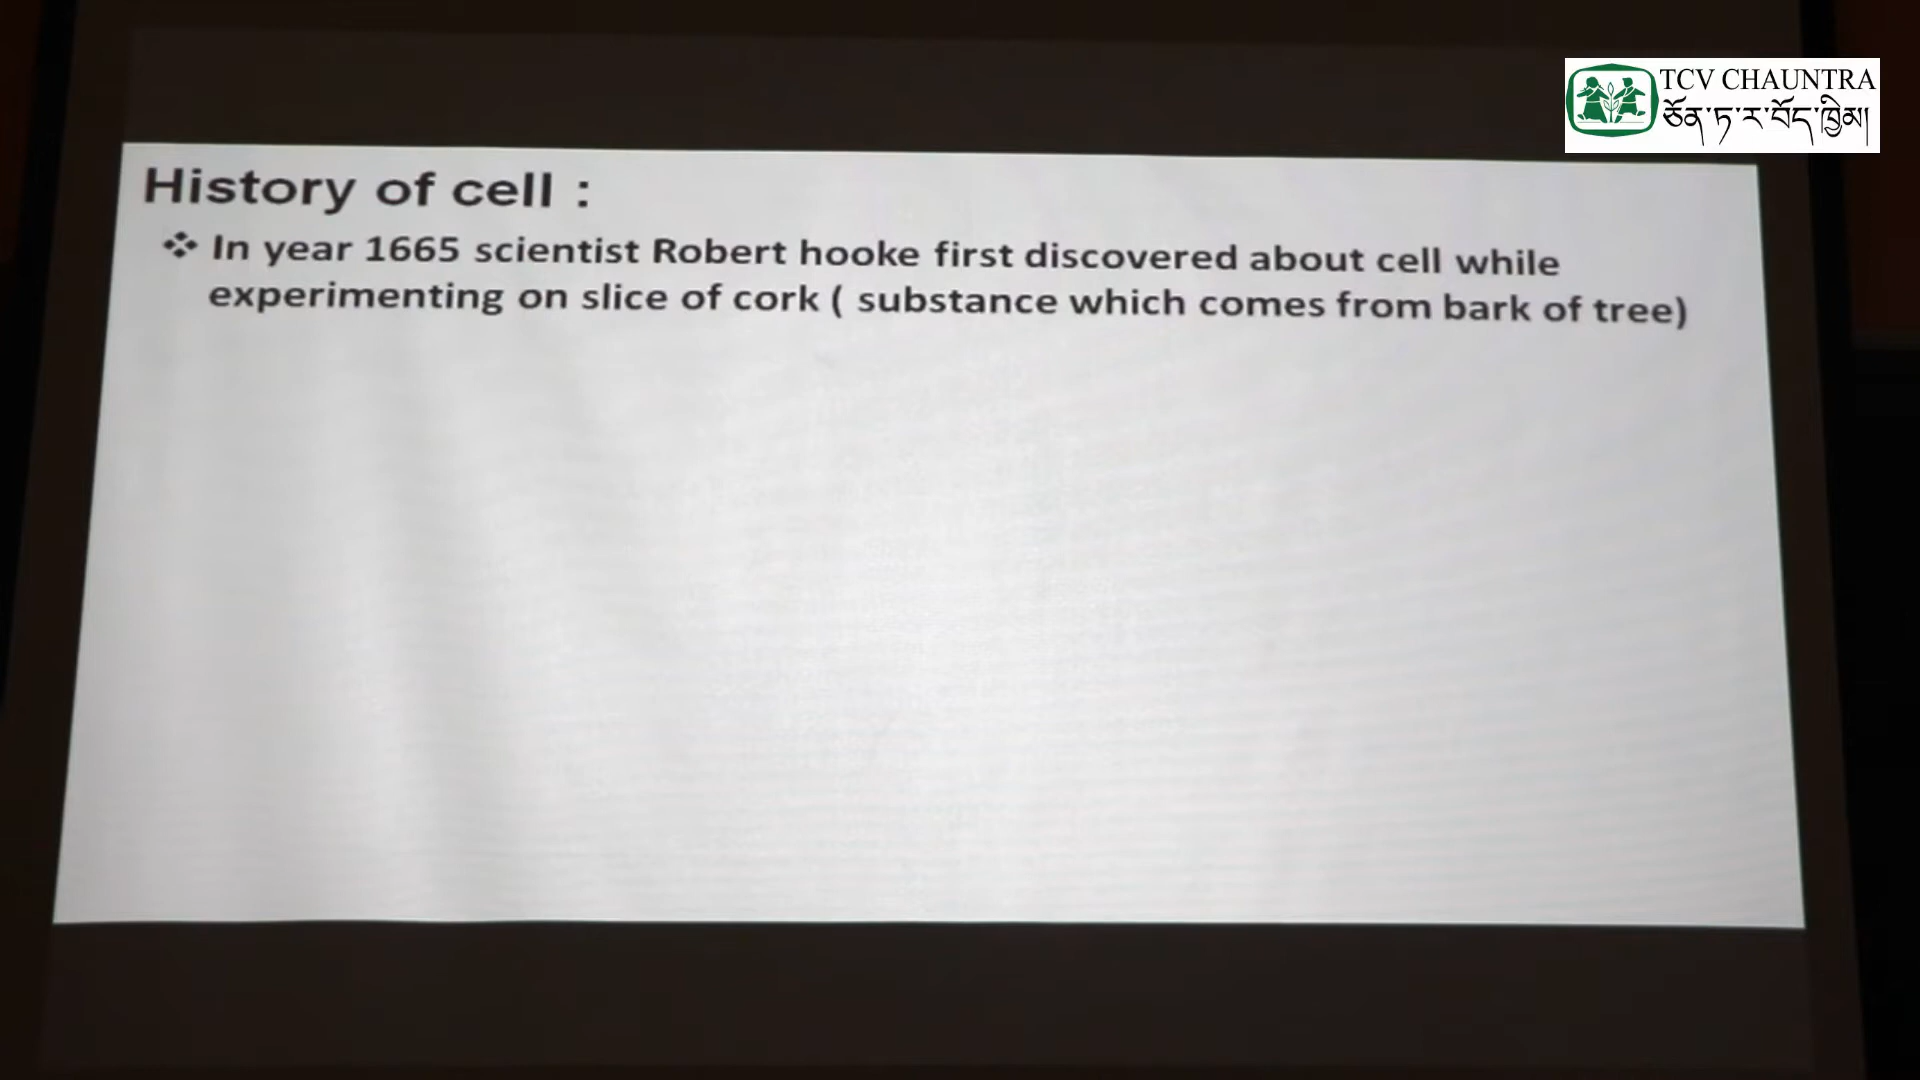 TCV CHAUNTRA
ཅོན་ཏ་ར་བོད་ཁྱིམ།
History of cell :
❖ In year 1665 scientist Robert hooke first discovered about cell while
experimenting on slice of cork ( substance which comes from bark of tree)